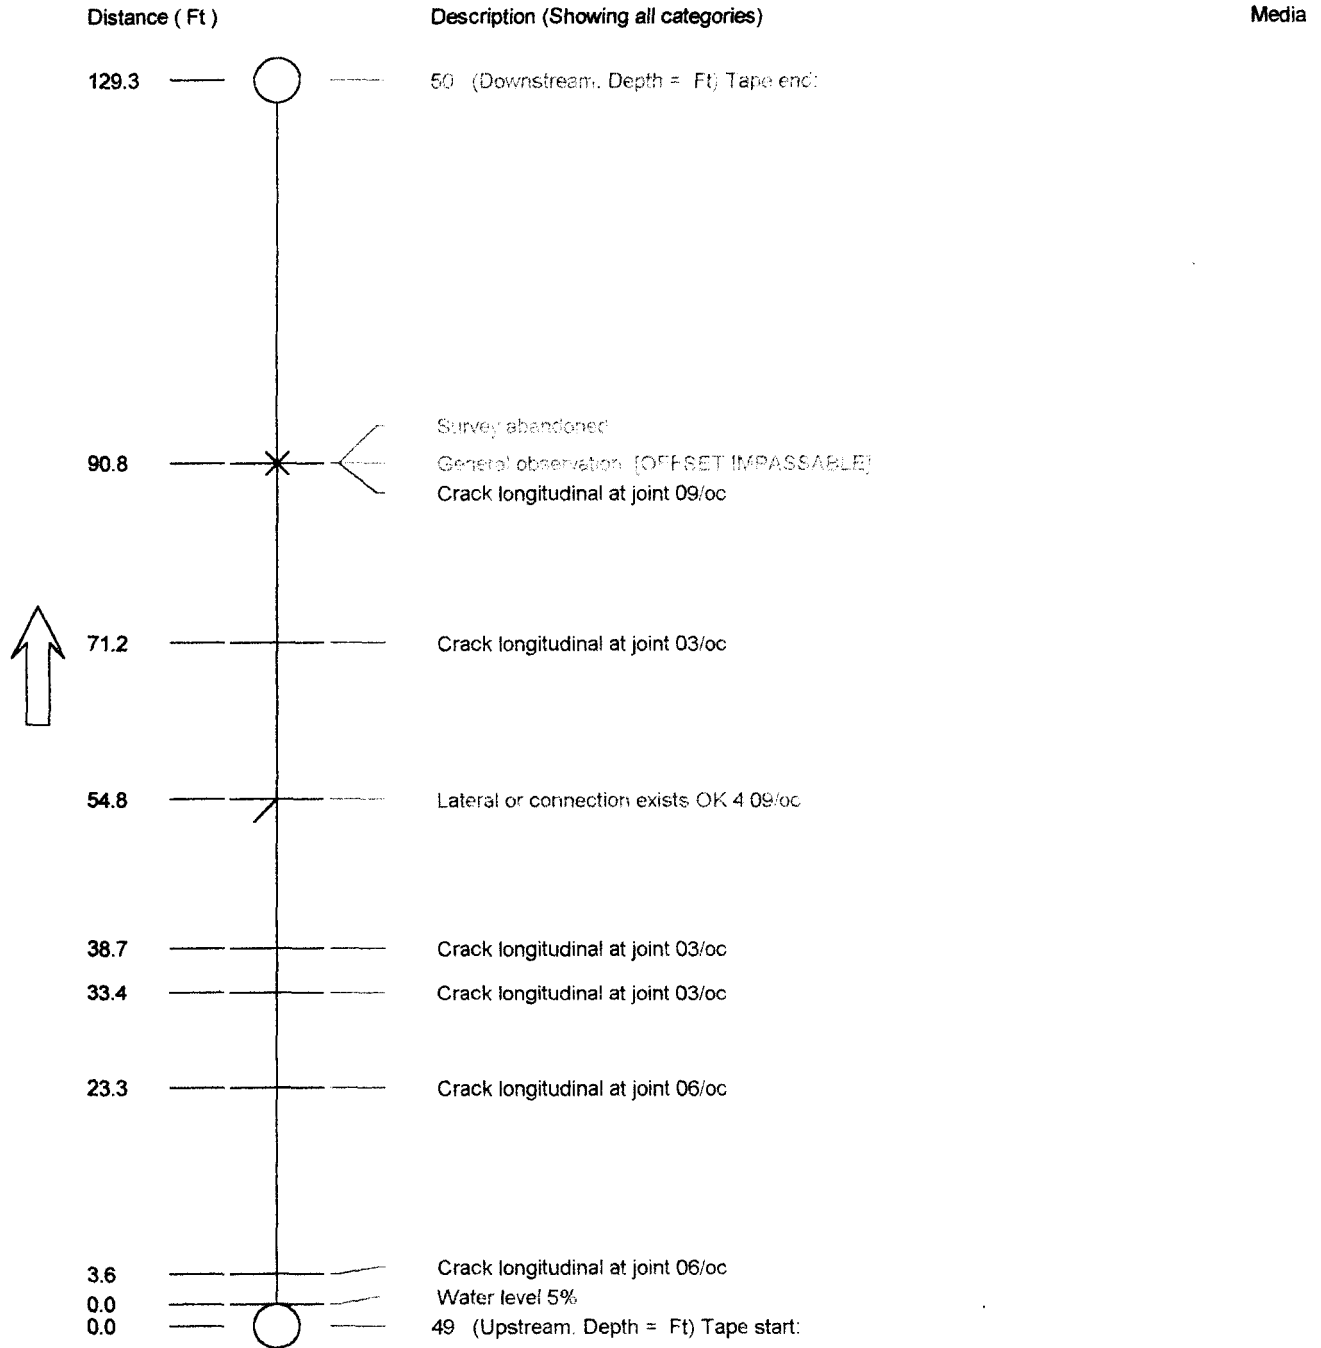 Distance ( Ft )	Description (Showing all categories)	Media
129.3	50 (Downstream. Depth = Ft) Tape end:
Survey abandoned
90.8	General observation [OFFSET IMPASSABLE]
Crack longitudinal at joint 09/oc
71.2	Crack longitudinal at joint 03/oc
54.8	Lateral or connection exists OK 4 09/oc
38.7	Crack longitudinal at joint 03/oc
33.4	Crack longitudinal at joint 03/oc
23.3	Crack longitudinal at joint 06/oc
3.6	Crack longitudinal at joint 06/oc
0.0	Water level 5%
0.0	49 (Upstream. Depth = Ft) Tape start: